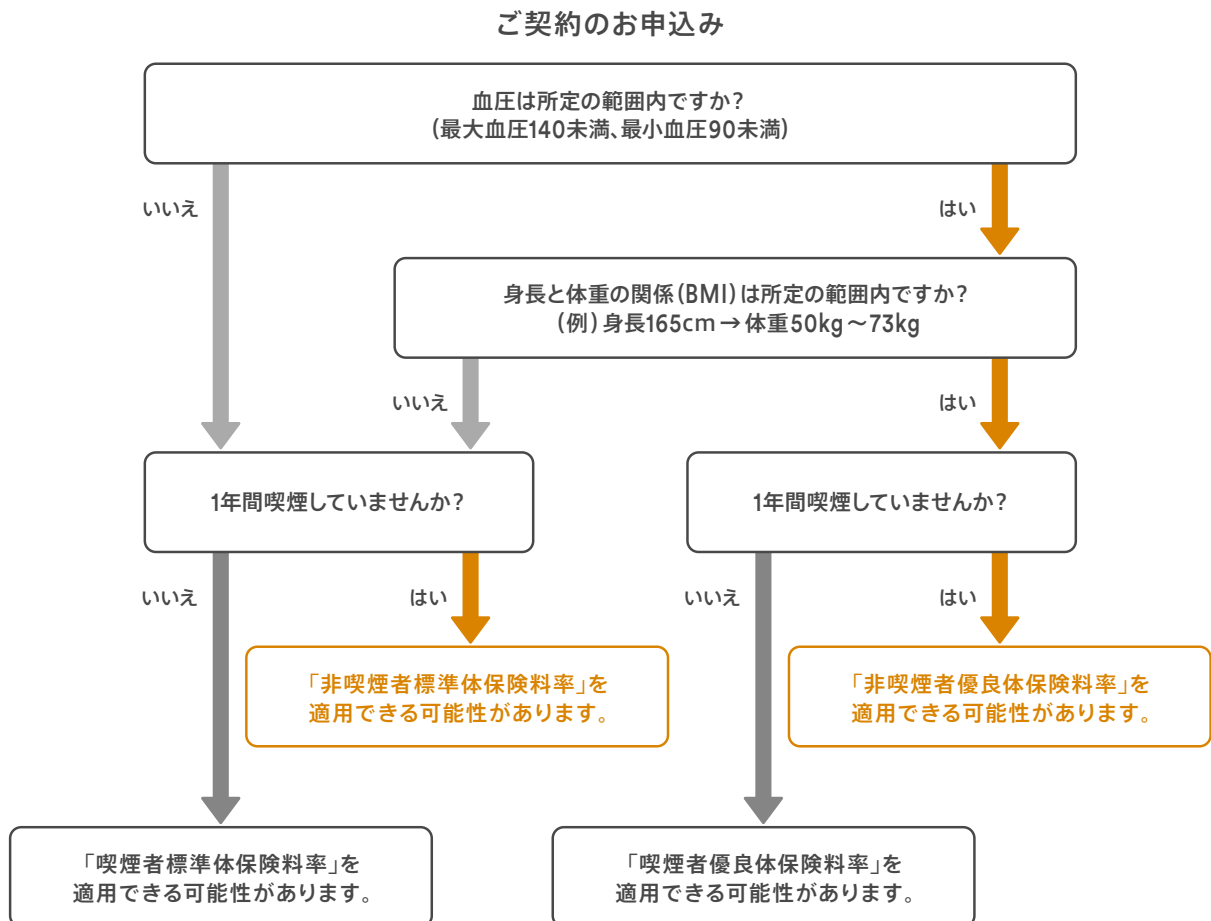 ご契約のお申込み
血圧は所定の範囲内ですか?
(最大血圧140未満、最小血圧90未満)
いいえ
はい
身長と体重の関係(BMI)は所定の範囲内ですか?
(例)身長165cm→体重50kg~73kg
いいえ
はい
1年間喫煙していませんか?
1年間喫煙していませんか?
いいえ
はい
いいえ
はい
「非喫煙者標準体保険料率」を
適用できる可能性があります。
「非喫煙者優良体保険料率」を
適用できる可能性があります。
「喫煙者標準体保険料率」を
適用できる可能性があります。
「喫煙者優良体保険料率」を
適用できる可能性があります。